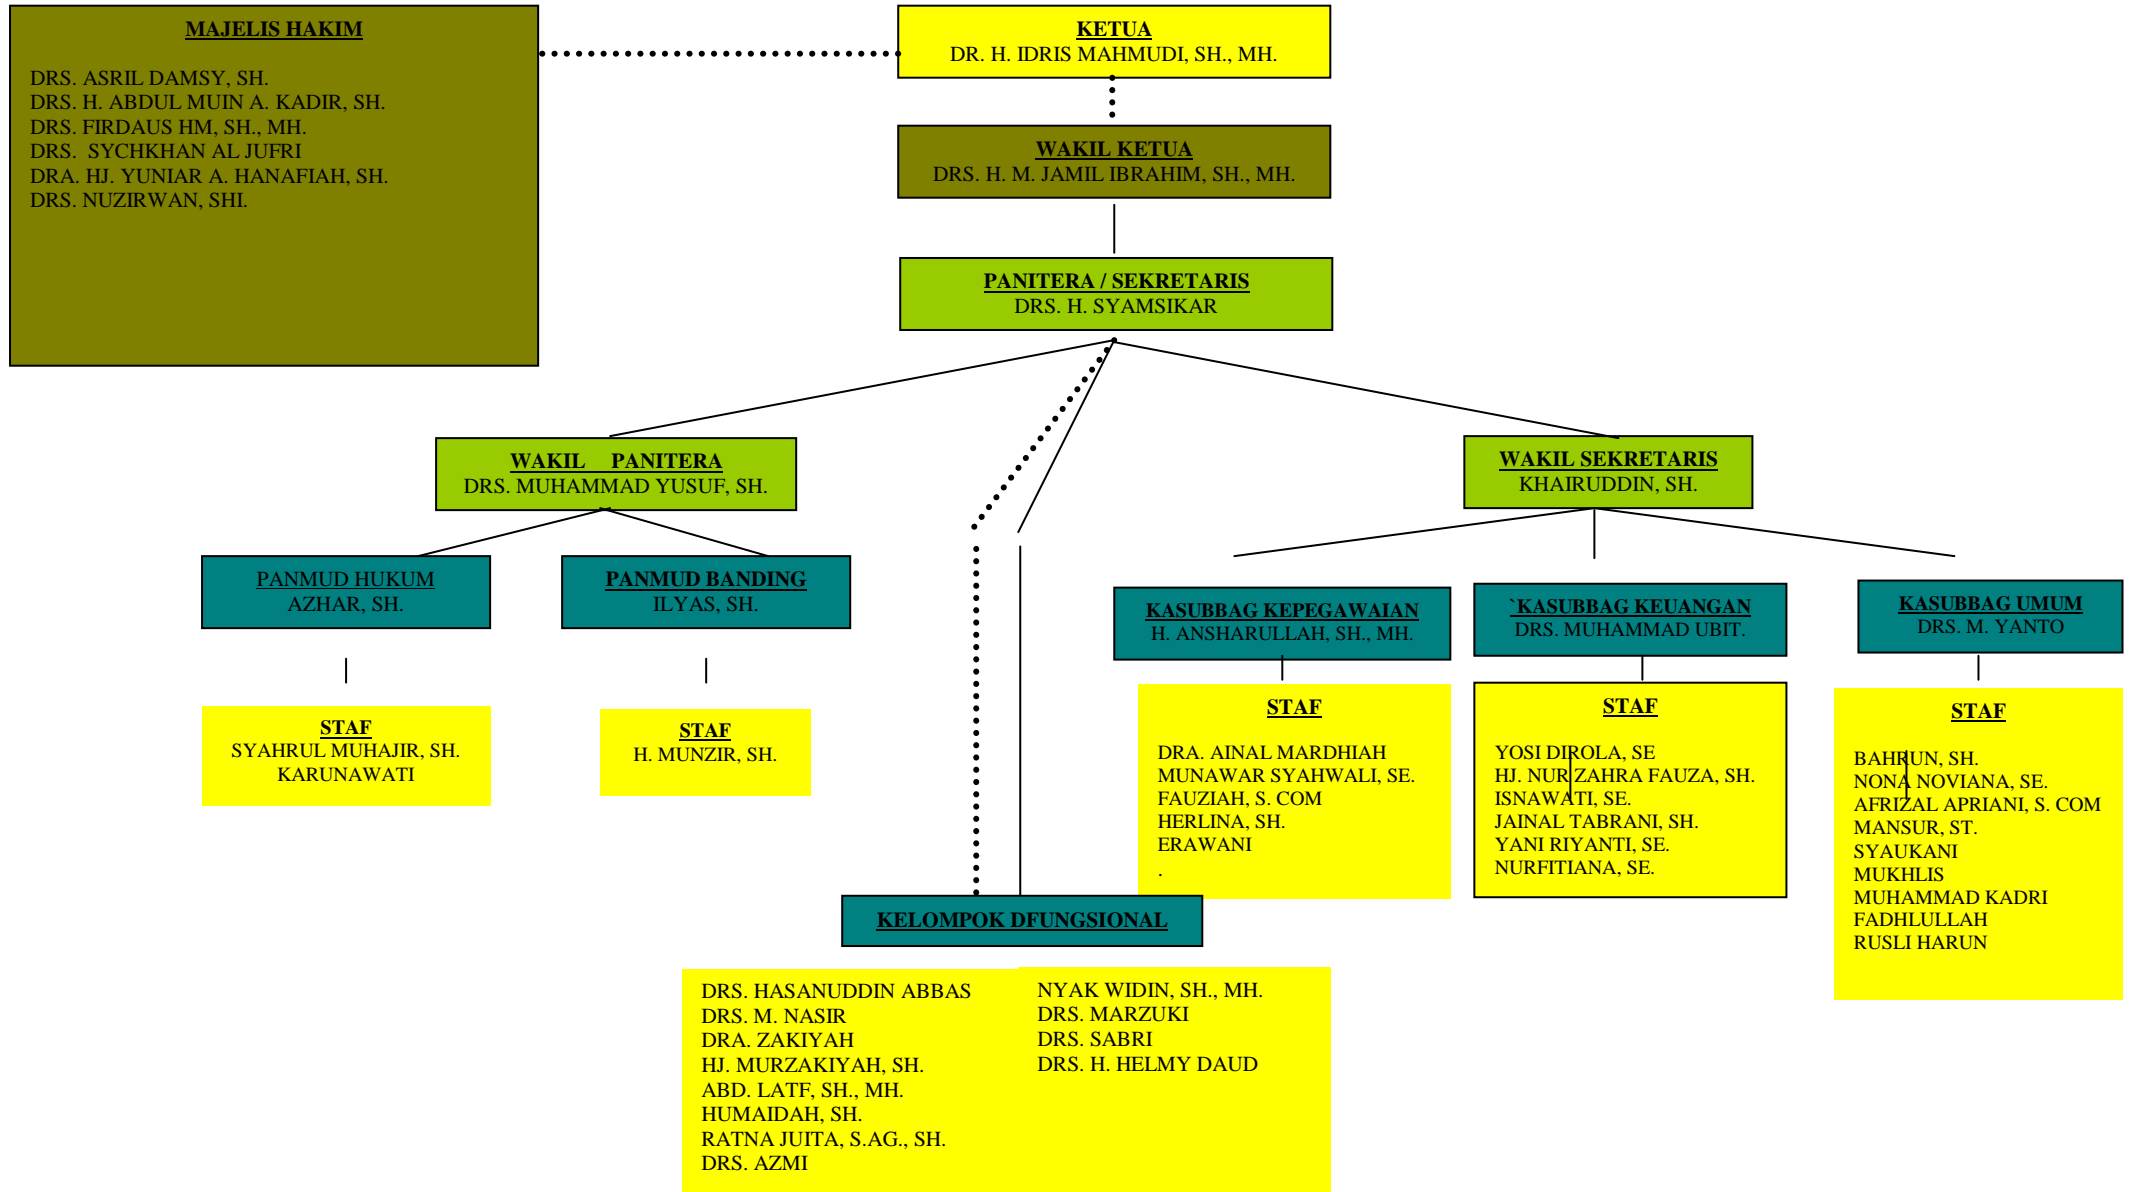 MAJELIS HAKIM
DRS. ASRIL DAMSY, SH.
DRS. H. ABDUL MUIN A. KADIR, SH.
DRS. FIRDAUS HM, SH., MH.
DRS.  SYCHKHAN AL JUFRI
DRA. HJ. YUNIAR A. HANAFIAH, SH.
DRS. NUZIRWAN, SHI.
KETUA
DR. H. IDRIS MAHMUDI, SH., MH.
WAKIL KETUA
DRS. H. M. JAMIL IBRAHIM, SH., MH.
PANITERA / SEKRETARIS
DRS. H. SYAMSIKAR
WAKIL    PANITERA
DRS. MUHAMMAD YUSUF, SH.
WAKIL SEKRETARIS
KHAIRUDDIN, SH.
PANMUD HUKUM
AZHAR, SH.
PANMUD BANDING
ILYAS, SH.
KASUBBAG KEPEGAWAIAN
H. ANSHARULLAH, SH., MH.
`KASUBBAG KEUANGAN
DRS. MUHAMMAD UBIT.
KASUBBAG UMUM
DRS. M. YANTO
STAF
SYAHRUL MUHAJIR, SH.
KARUNAWATI
STAF
H. MUNZIR, SH.
STAF
DRA. AINAL MARDHIAH
MUNAWAR SYAHWALI, SE.
FAUZIAH, S. COM
HERLINA, SH.
ERAWANI
.
STAF
YOSI DIROLA, SE
HJ. NUR ZAHRA FAUZA, SH.
ISNAWATI, SE.
JAINAL TABRANI, SH.
YANI RIYANTI, SE.
NURFITIANA, SE.
STAF
BAHRUN, SH.
NONA NOVIANA, SE.
AFRIZAL APRIANI, S. COM
MANSUR, ST.
SYAUKANI
MUKHLIS
MUHAMMAD KADRI
FADHLULLAH
RUSLI HARUN
KELOMPOK DFUNGSIONAL
DRS. HASANUDDIN ABBAS
DRS. M. NASIR
DRA. ZAKIYAH
HJ. MURZAKIYAH, SH.
ABD. LATF, SH., MH.
HUMAIDAH, SH.
RATNA JUITA, S.AG., SH.
DRS. AZMI
NYAK WIDIN, SH., MH.
DRS. MARZUKI
DRS. SABRI
DRS. H. HELMY DAUD